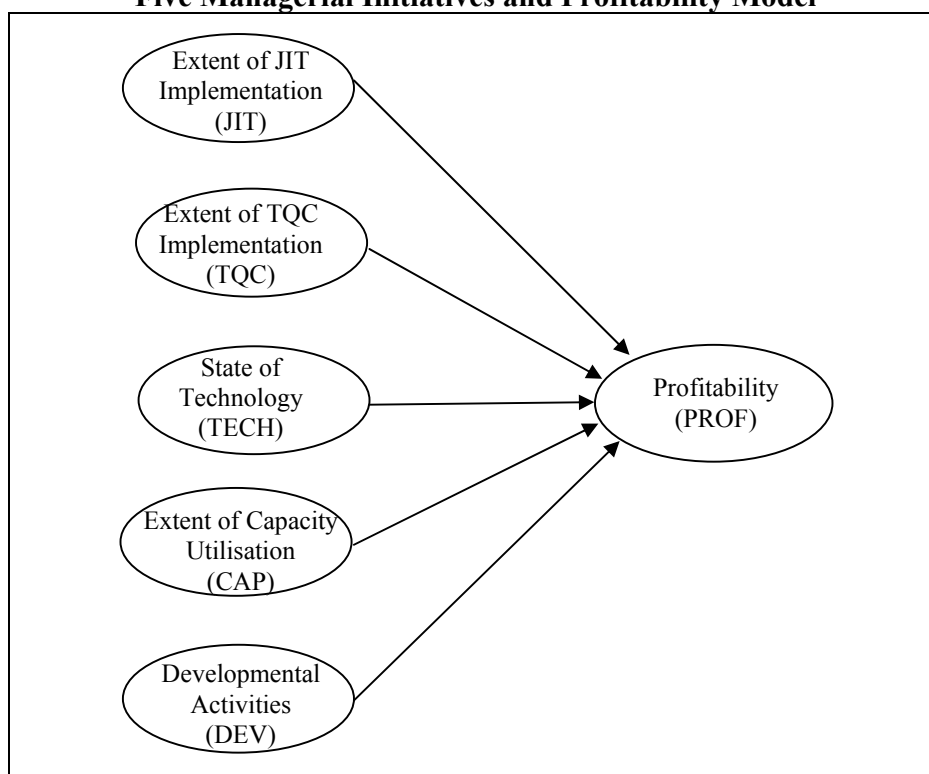 Five Managerial Initiatives and Profitability Model
Extent of JIT
Implementation
(JIT)
Extent of TQC
Implementation
(TQC)
State of
Technology
(TECH)
Extent of Capacity
Utilisation
(CAP)
Developmental
Activities
(DEV)
Profitability
(PROF)